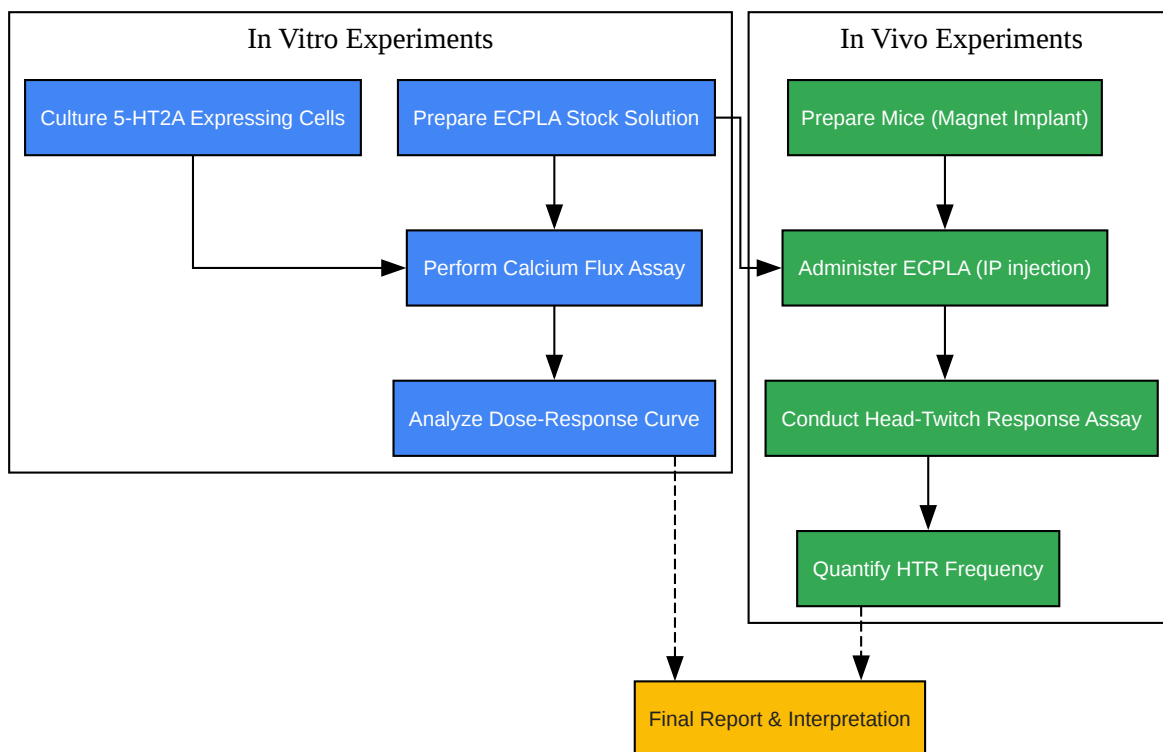 In Vitro Experiments
Culture 5-HT2A Expressing Cells
Prepare ECPLA Stock Solution
Perform Calcium Flux Assay
Analyze Dose-Response Curve
In Vivo Experiments
Prepare Mice (Magnet Implant)
Administer ECPLA (IP injection)
Conduct Head-Twitch Response Assay
Quantify HTR Frequency
Final Report & Interpretation